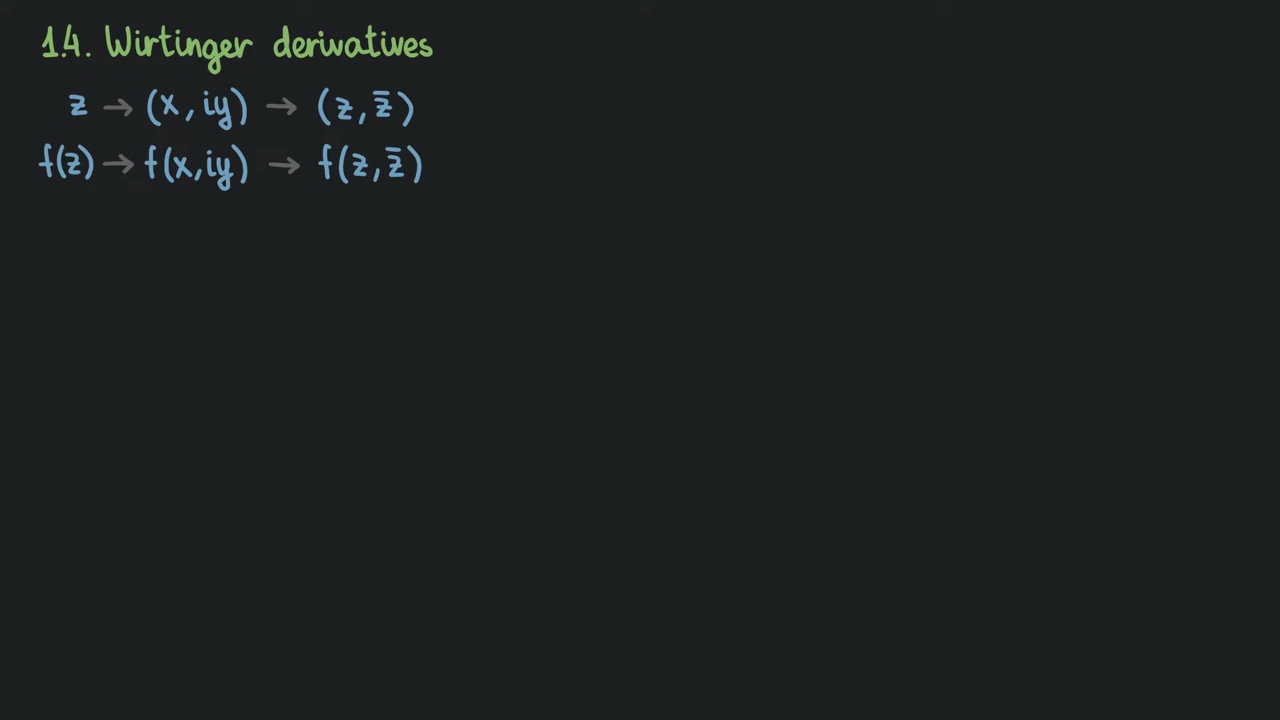 1.4. Wirtinger derivatives
z → (x, iy) → (z, z̄)
f(z) → f(x, iy) → f(z, z̄)